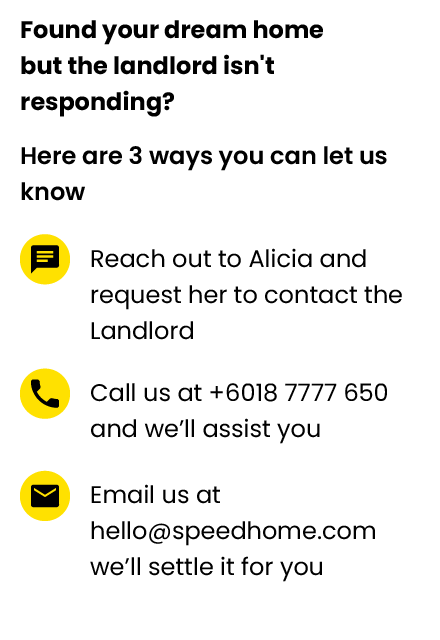 Found your dream home
but the landlord isn't
responding?
Here are 3 ways you can let us
know
Reach out to Alicia and
request her to contact the
Landlord
Call us at +6018 7777 650
and we’ll assist you
Email us at
hello@speedhome.com
we’ll settle it for you